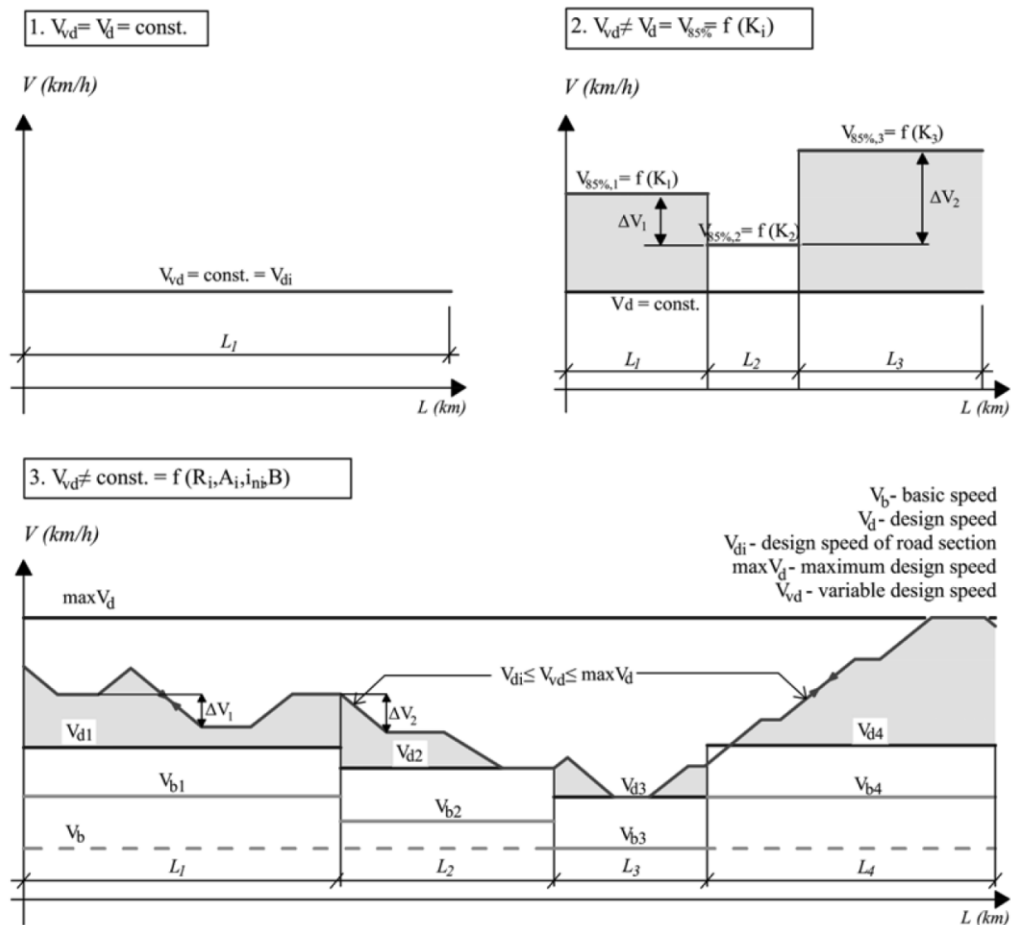 1. Vvd= Vd= const.
V (km/h)
Vvd = const. = Vdi
L1
L (km)
2. Vvd≠ Vd= V85%= f (Ki)
V (km/h)
V85%,3= f (K3)
V85%,1= f (K1)
ΔV1
ΔV2
V85%,2= f (K2)
Vd = const.
L1 L2 L3
L (km)
3. Vvd≠ const. = f (Ri,Ai,ini,B)
Vb- basic speed
Vd- design speed
Vdi - design speed of road section
maxVd- maximum design speed
Vvd - variable design speed
V (km/h)
maxVd
Vdi≤ Vvd≤ maxVd
ΔV1
ΔV2
Vd1
Vd2
Vd3
Vd4
Vb1
Vb2
Vb3
Vb4
Vb
L1 L2 L3 L4
L (km)